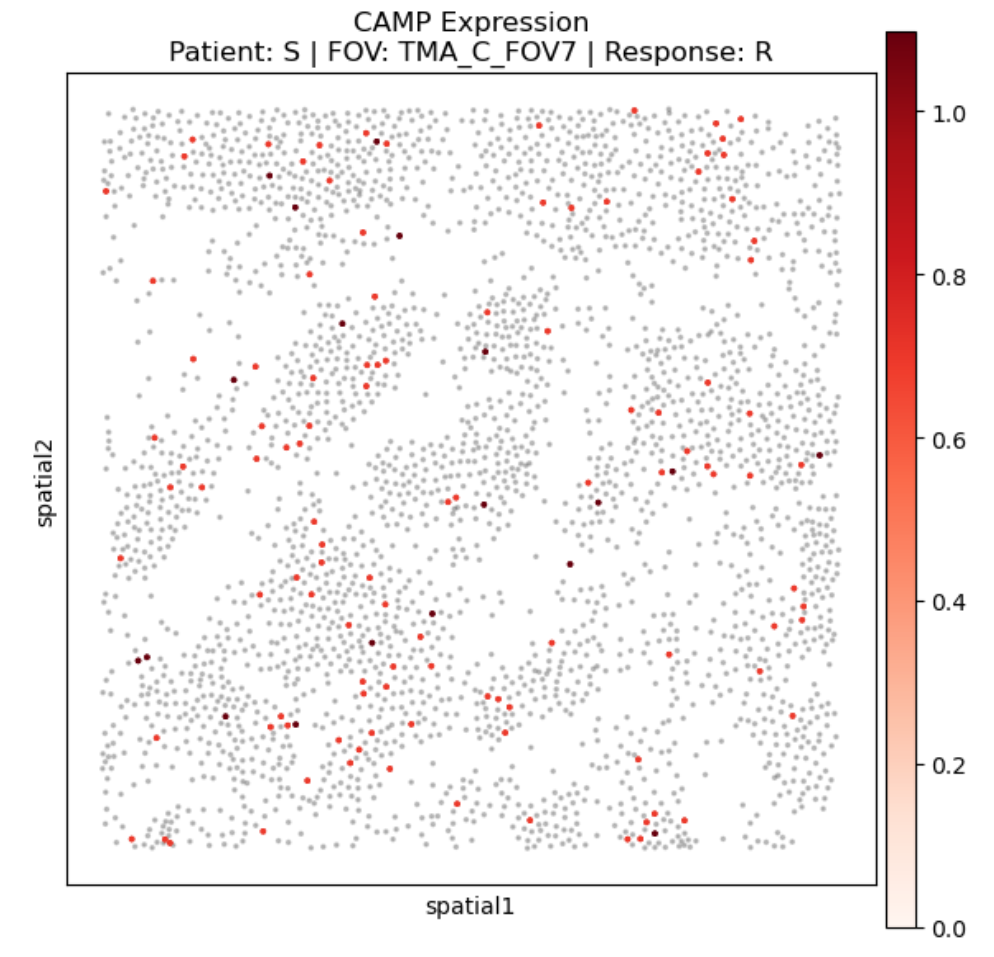 CAMP Expression
Patient: S | FOV: TMA_C_FOV7 | Response: R
1.0
0.8
0.6
0.4
0.2
0.0
spatial2
spatial1